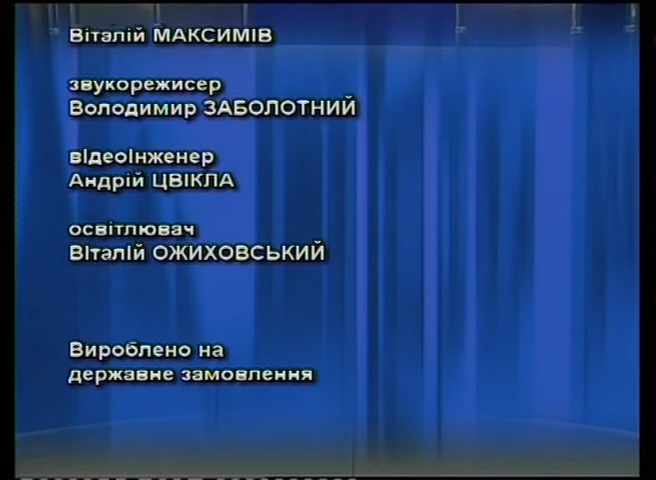 Віталій МАКСИМІВ
звукорежисер
Володимир ЗАБОЛОТНИЙ
відеоінженер
Андрій ЦВІКЛА
освітлювач
Віталій ОЖИХОВСЬКИЙ
Вироблено на
державне замовлення